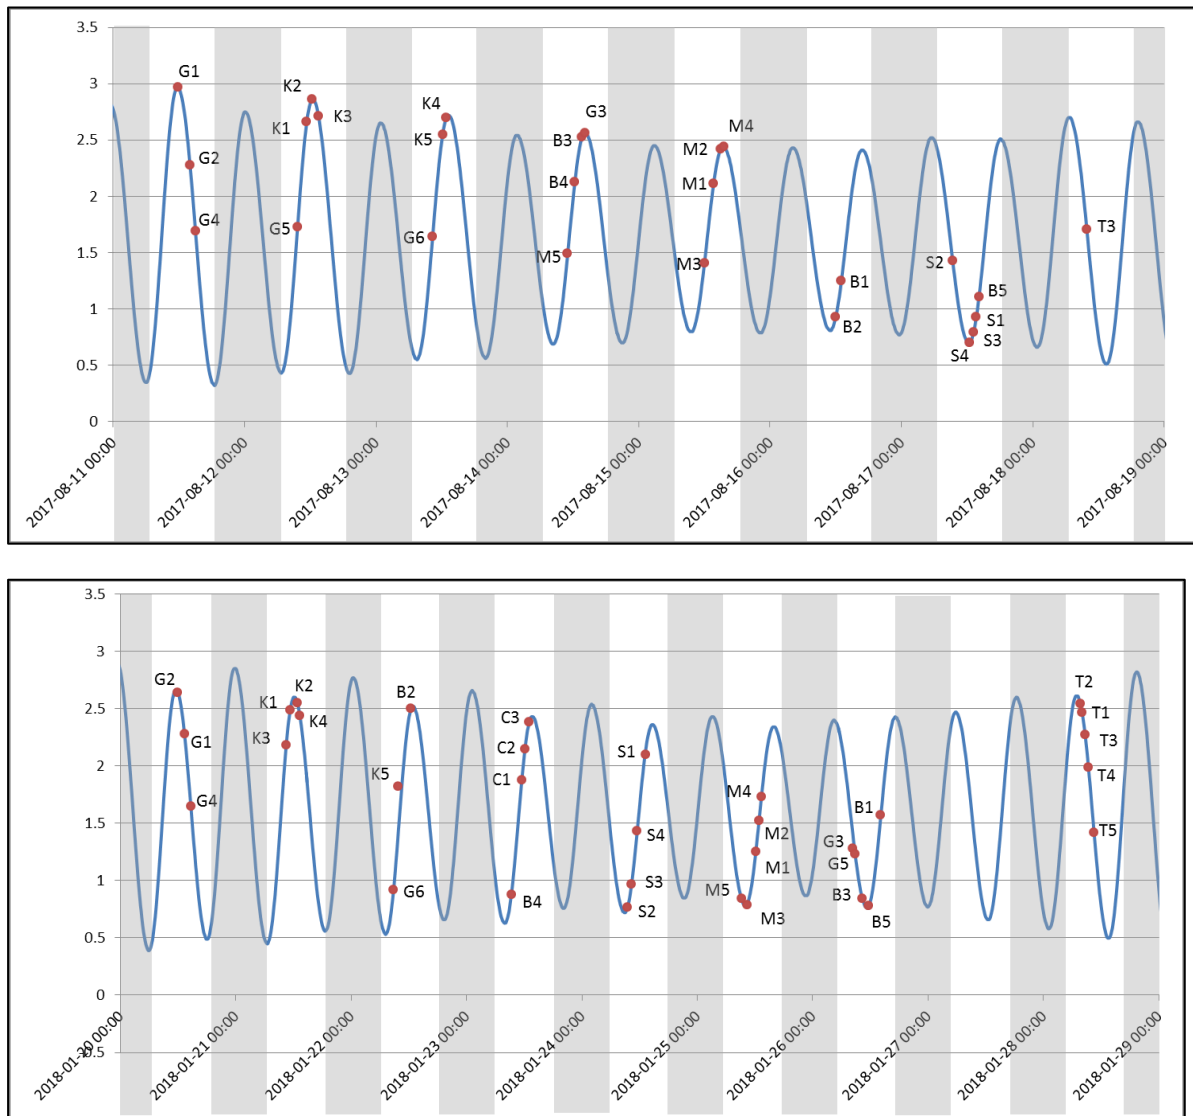 3.5
3
2.5
2
1.5
1
0.5
0
G1
G2
G4
G5
K1
K2
K3
K4
K5
G6
G3
B3
B4
M5
M4
M2
M1
M3
B1
B2
S2
B5
S1
S3
S4
T3
2017-08-11 00:00
2017-08-12 00:00
2017-08-13 00:00
2017-08-14 00:00
2017-08-15 00:00
2017-08-16 00:00
2017-08-17 00:00
2017-08-18 00:00
2017-08-19 00:00
3.5
3
2.5
2
1.5
1
0.5
0
-0.5
G2
G1
G4
K1
K2
K3
K4
B2
K5
G6
C3
C2
C1
B4
S1
S4
S3
S2
M4
M2
M1
M5
M3
G3
G5
B1
B3
B5
T2
T1
T3
T4
T5
2018-01-20 00:00
2018-01-21 00:00
2018-01-22 00:00
2018-01-23 00:00
2018-01-24 00:00
2018-01-25 00:00
2018-01-26 00:00
2018-01-27 00:00
2018-01-28 00:00
2018-01-29 00:00